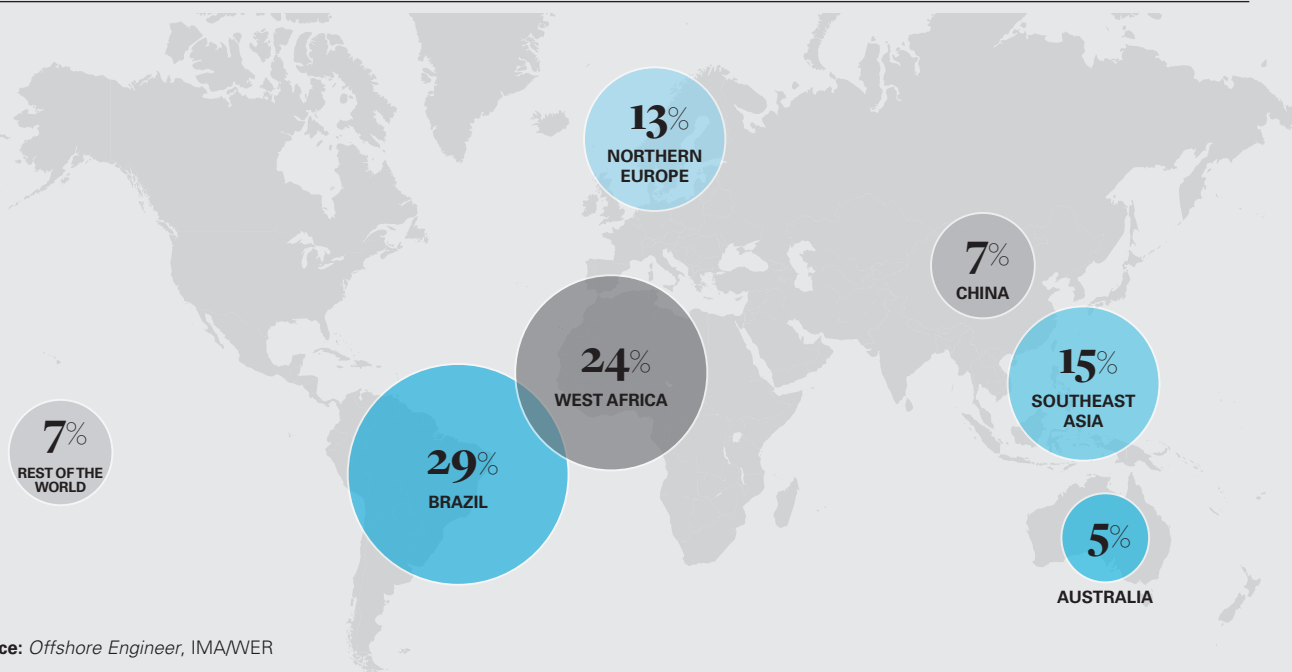 13%
NORTHERN
EUROPE
7%
CHINA
24%
WEST AFRICA
15%
SOUTHEAST
ASIA
7%
REST OF THE
WORLD
29%
BRAZIL
5%
AUSTRALIA
ce: Offshore Engineer, IMA/WER